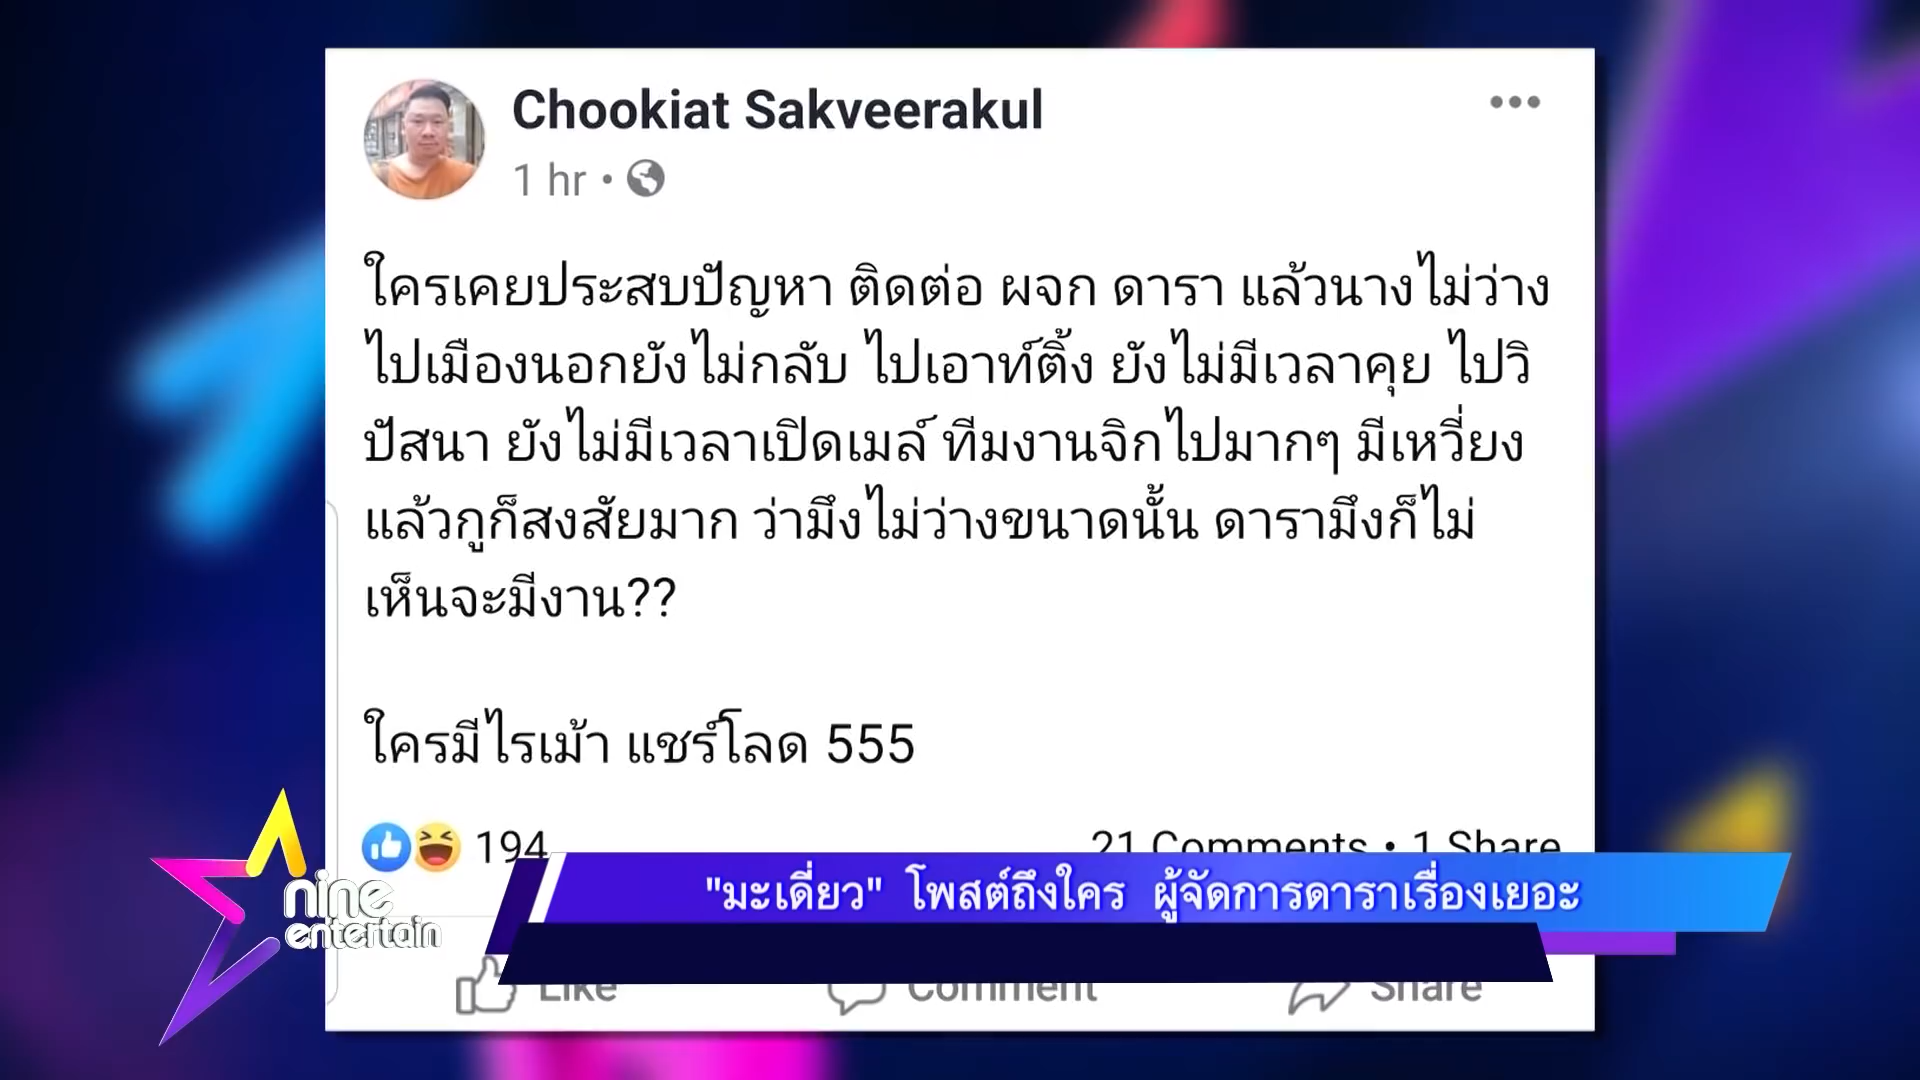 Chookiat Sakveerakul
1 hr •
ใครเคยประสบปัญหา ติดต่อ ผจก ดารา แล้วนางไม่ว่าง
ไปเมืองนอกยังไม่กลับ ไปเอาท์ติ้ง ยังไม่มีเวลาคุย ไปวิ
ปัสนา ยังไม่มีเวลาเปิดเมล์ ทีมงานจิกไปมากๆ มีเหวี่ยง
แล้วกูก็สงสัยมาก ว่ามึงไม่ว่างขนาดนั้น ดารามึงก็ไม่
เห็นจะมีงาน??
ใครมีไรเม้า แชร์โลด 555
194
21 Comments • 1 Share
"มะเดี่ยว" โพสต์ถึงใคร ผู้จัดการดาราเรื่องเยอะ
nine
entertain
Like Comment Share